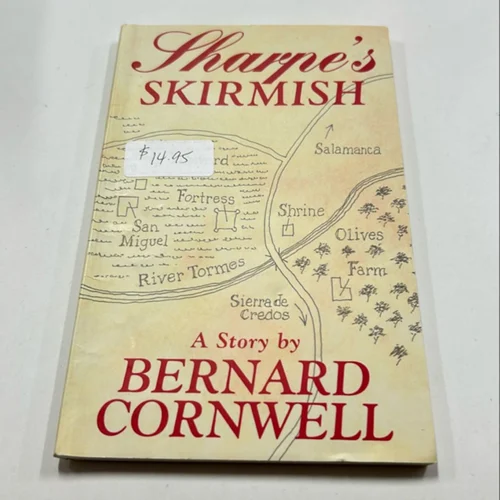 Sharpe's
SKIRMISH
Salamanca
$14.95
Fortress
Shrine
San
Miguel
Olives
Farm
River Tormes
Sierra de
Credos
A Story by
BERNARD
CORNWELL